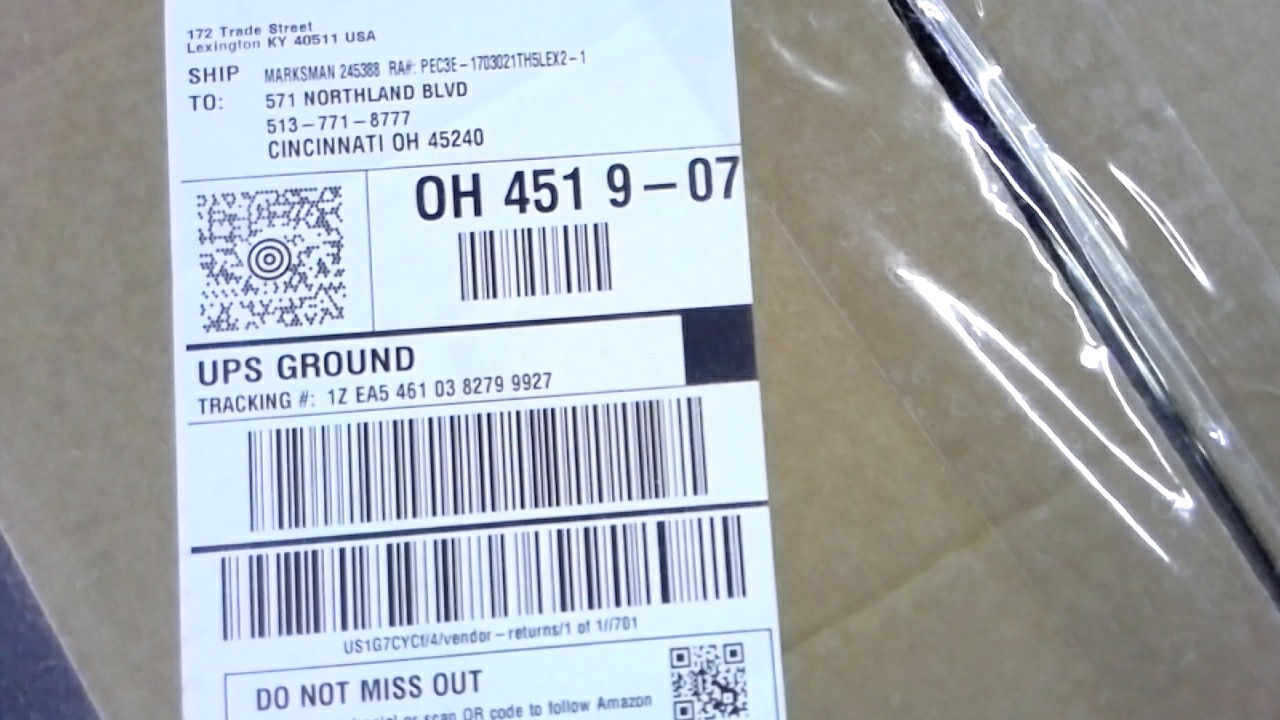 172 Trade Street
Lexington KY 40511 USA
SHIP TO:
MARKSMAN 245388 RA#: PEC3E-1703021TH5LEX2-1
571 NORTHLAND BLVD
513-771-8777
CINCINNATI OH 45240
OH 451 9-07
UPS GROUND
TRACKING #: 1Z EA5 461 03 8279 9927
US1G7CYCf/4/vendor-returns/1 of 1//701
DO NOT MISS OUT
or scan QR code to follow Amazon